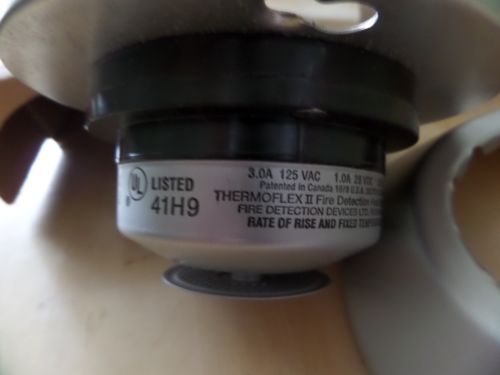 UL
LISTED
41H9
3.0A 125 VAC 1.0A 28 VDC
Patented in Canada 1979 U.S.A.
THERMOFLEX II Fire Detection
FIRE DETECTION DEVICES LTD.
RATE OF RISE AND FIXED